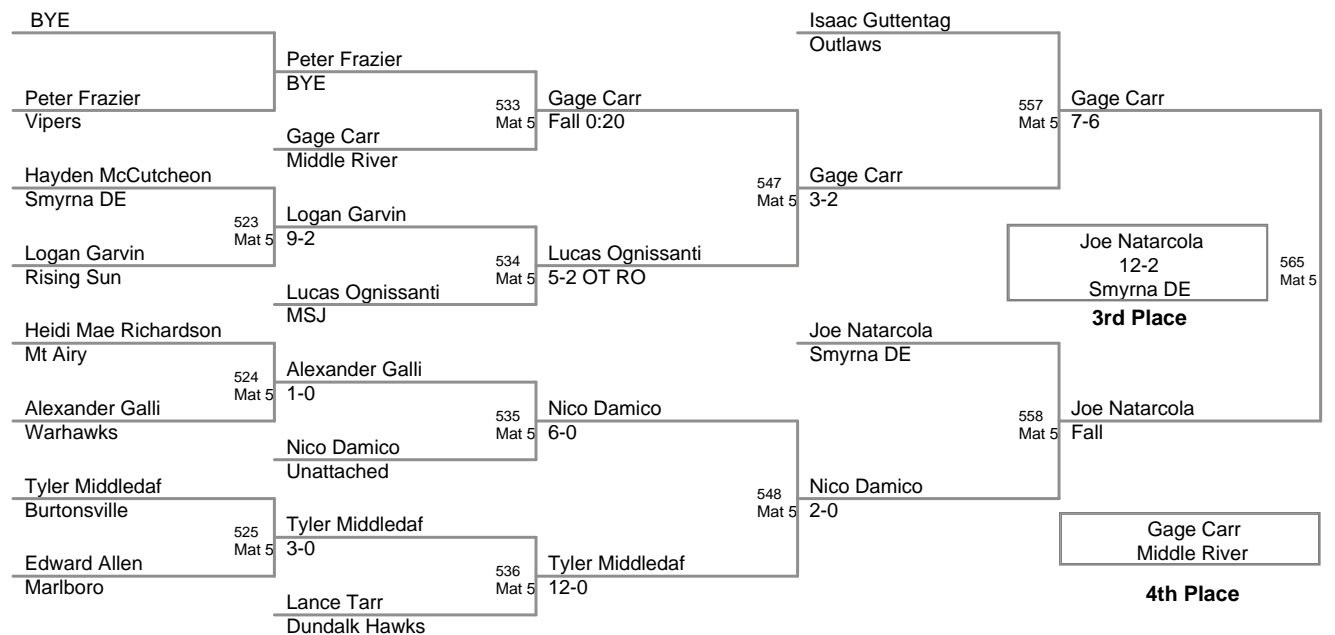 BYE
Peter Frazier
Vipers
Hayden McCutcheon
Smyrna DE
523
Mat 5
Logan Garvin
Rising Sun
Heidi Mae Richardson
Mt Airy
524
Mat 5
Alexander Galli
Warhawks
Tyler Middledaf
Burtonsville
525
Mat 5
Edward Allen
Marlboro
Peter Frazier
BYE
533
Mat 5
Gage Carr
Middle River
Logan Garvin
9-2
534
Mat 5
Lucas Ognissanti
MSJ
Alexander Galli
1-0
535
Mat 5
Nico Damico
Unattached
Tyler Middledaf
3-0
536
Mat 5
Lance Tarr
Dundalk Hawks
Gage Carr
Fall 0:20
547
Mat 5
Lucas Ognissanti
5-2 OT RO
Nico Damico
6-0
548
Mat 5
Tyler Middledaf
12-0
Isaac Guttentag
Outlaws
557
Mat 5
Gage Carr
3-2
Joe Natarcola
Smyrna DE
558
Mat 5
Nico Damico
2-0
Gage Carr
7-6
565
Mat 5
Joe Natarcola
Fall
Joe Natarcola
12-2
Smyrna DE
3rd Place
Gage Carr
Middle River
4th Place